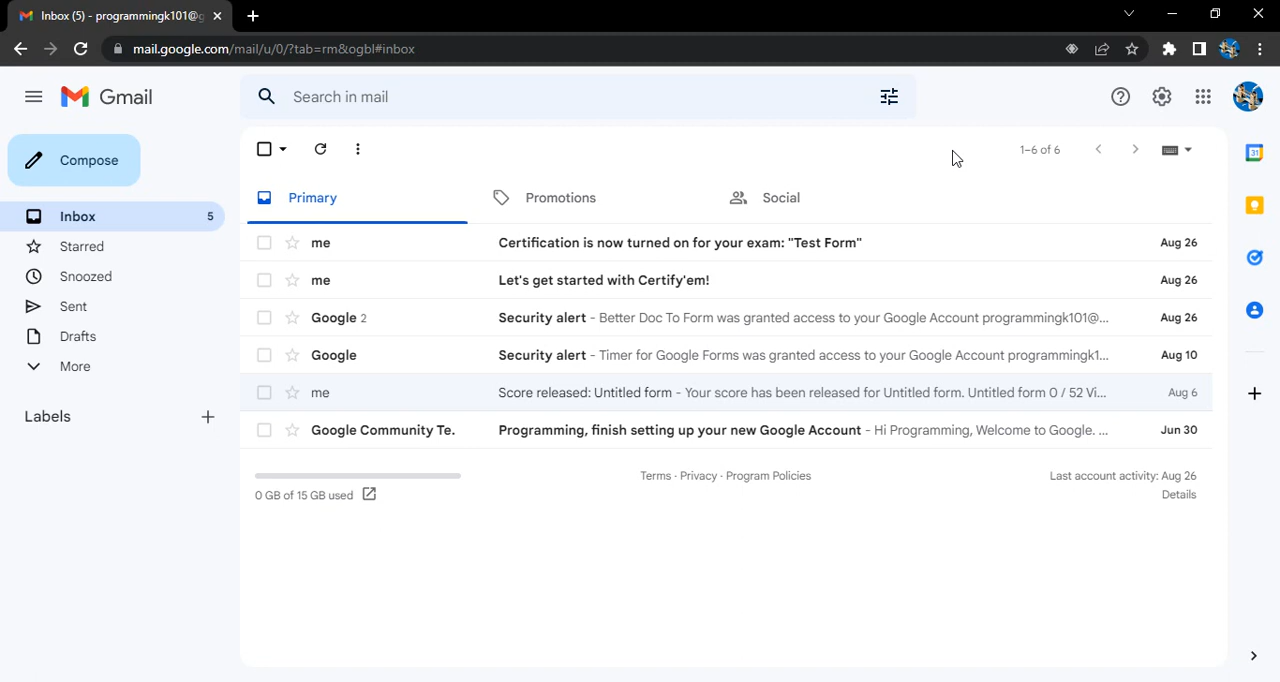 Inbox (5) - programmingk101@g
mail.google.com/mail/u/0/?tab=rm&ogbl#inbox
Gmail
Search in mail
Compose
1–6 of 6
Inbox 5
Starred
Snoozed
Sent
Drafts
More
Labels
Primary Promotions Social
me Certification is now turned on for your exam: "Test Form" Aug 26
me Let's get started with Certify'em! Aug 26
Google 2 Security alert - Better Doc To Form was granted access to your Google Account programmingk101@... Aug 26
Google Security alert - Timer for Google Forms was granted access to your Google Account programmingk1... Aug 10
me Score released: Untitled form - Your score has been released for Untitled form. Untitled form 0 / 52 Vi... Aug 6
Google Community Te. Programming, finish setting up your new Google Account - Hi Programming, Welcome to Google. ... Jun 30
0 GB of 15 GB used
Terms · Privacy · Program Policies
Last account activity: Aug 26
Details
31